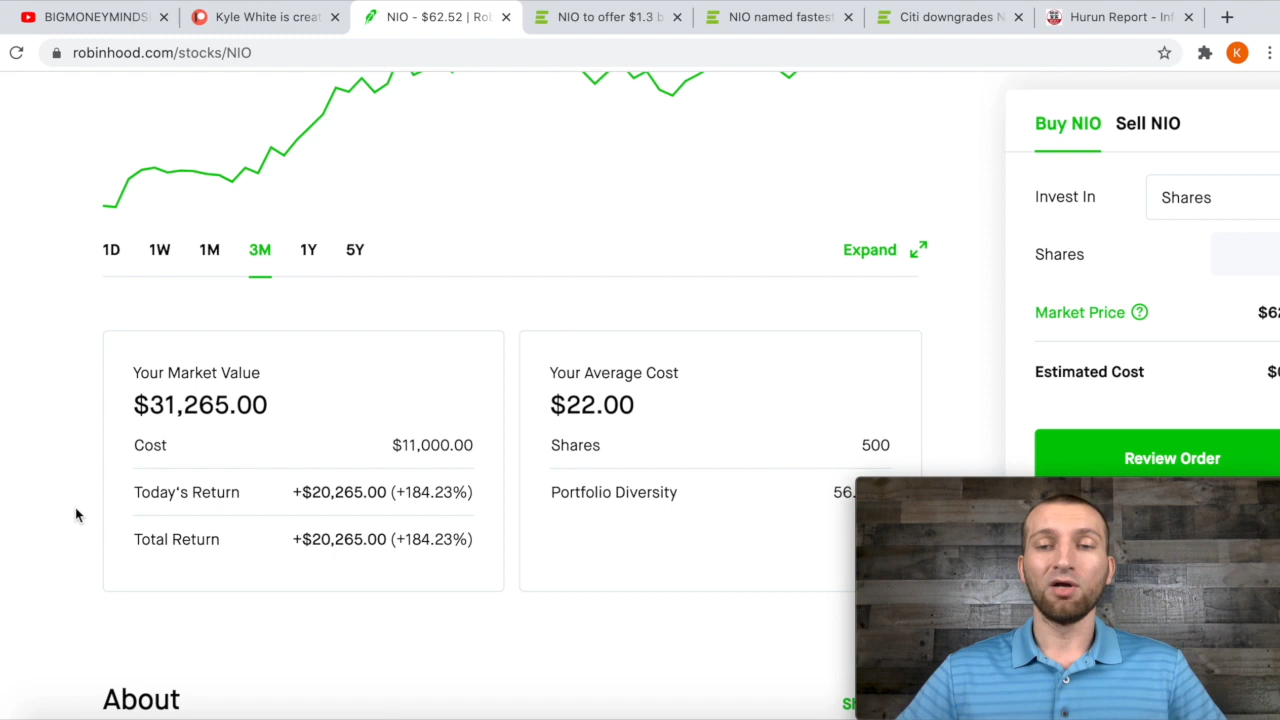 BIGMONEYMINDS
Kyle White is creat
NIO - $62.52 | Ro
NIO to offer $1.3 b
NIO named fastest
Citi downgrades N
Hurun Report - Inf
robinhood.com/stocks/NIO
K
Buy NIO Sell NIO
Invest In Shares
Shares
Market Price ? $62
Estimated Cost $0
Review Order
1D 1W 1M 3M 1Y 5Y Expand
Your Market Value
$31,265.00
Cost $11,000.00
Today's Return +$20,265.00 (+184.23%)
Total Return +$20,265.00 (+184.23%)
Your Average Cost
$22.00
Shares 500
Portfolio Diversity 56.
About